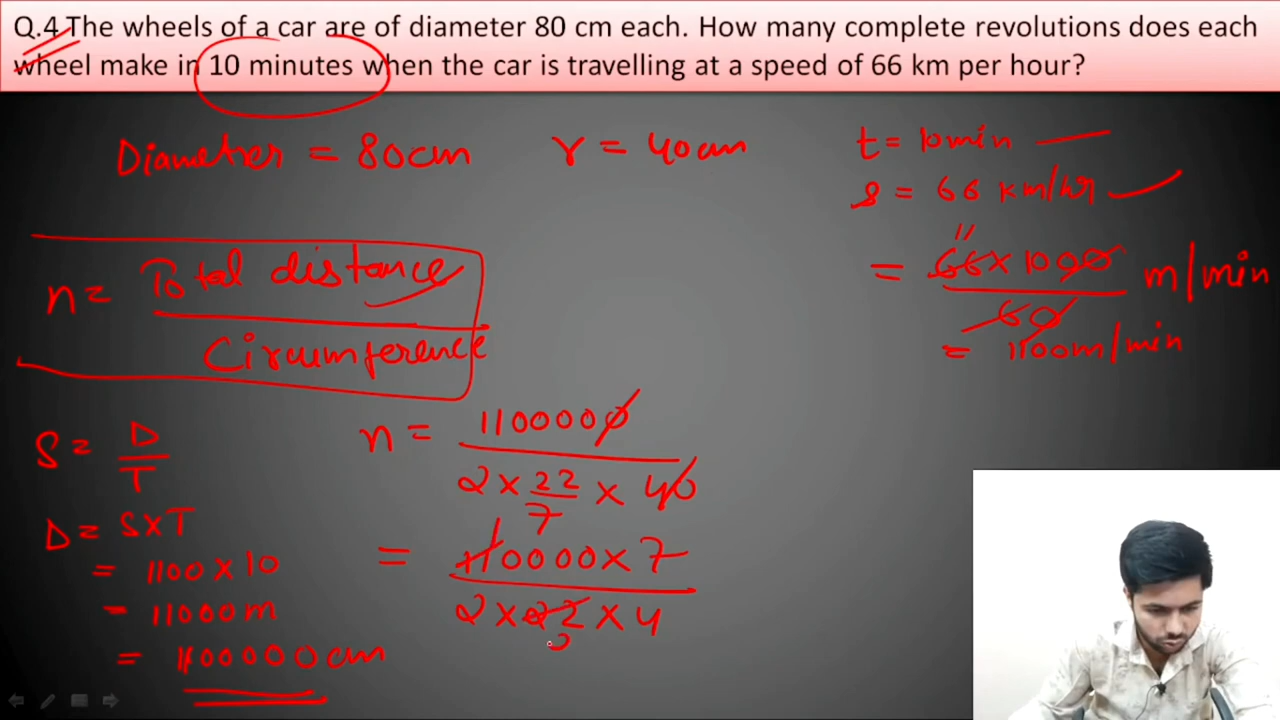 Q.4 The wheels of a car are of diameter 80 cm each. How many complete revolutions does each
wheel make in 10 minutes when the car is travelling at a speed of 66 km per hour?
Diameter = 80cm r = 40cm
t = 10min
s = 66 km/hr
= 66 × 1000 / 60 m/min
11
= 1100m/min
n = Total distance / Circumference
S = D / T
D = S×T
= 1100 × 10
= 11000m
= 1100000cm
n = 1100000 / 2 × 22/7 × 40
= 110000 × 7 / 2 × 22 × 4